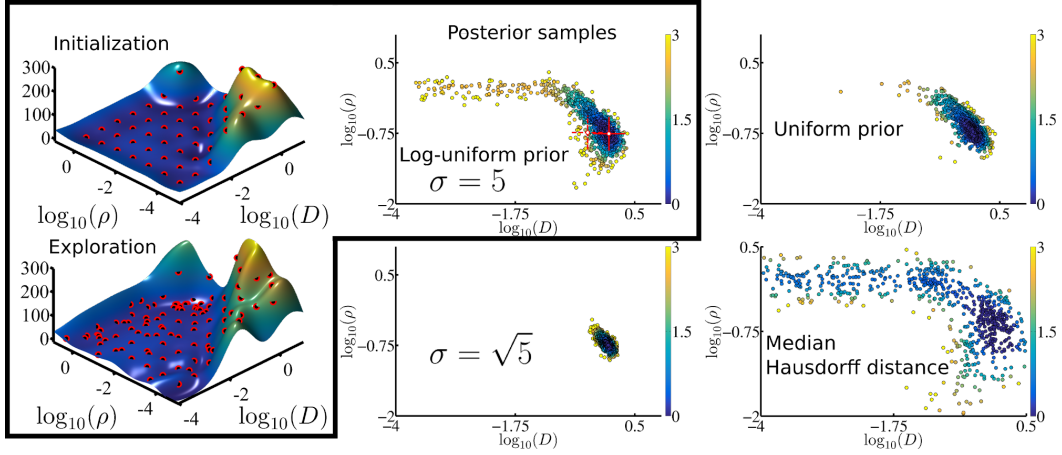 Initialization
300
200
100
0
0
-2
-4
-4
-2
0
log10(ρ)
log10(D)
Exploration
300
200
100
0
0
-2
-4
-4
-2
0
log10(ρ)
log10(D)
Posterior samples
0.5
−0.75
−2
−4
−1.75
0.5
log10(ρ)
log10(D)
Log-uniform prior
σ = 5
3
1.5
0
0.5
−0.75
−2
−4
−1.75
0.5
log10(ρ)
log10(D)
Uniform prior
3
1.5
0
0.5
−0.75
−2
−4
−1.75
0.5
log10(ρ)
log10(D)
σ = √5
3
1.5
0
0.5
−0.75
−2
−4
−1.75
0.5
log10(ρ)
log10(D)
Median
Hausdorff distance
3
1.5
0